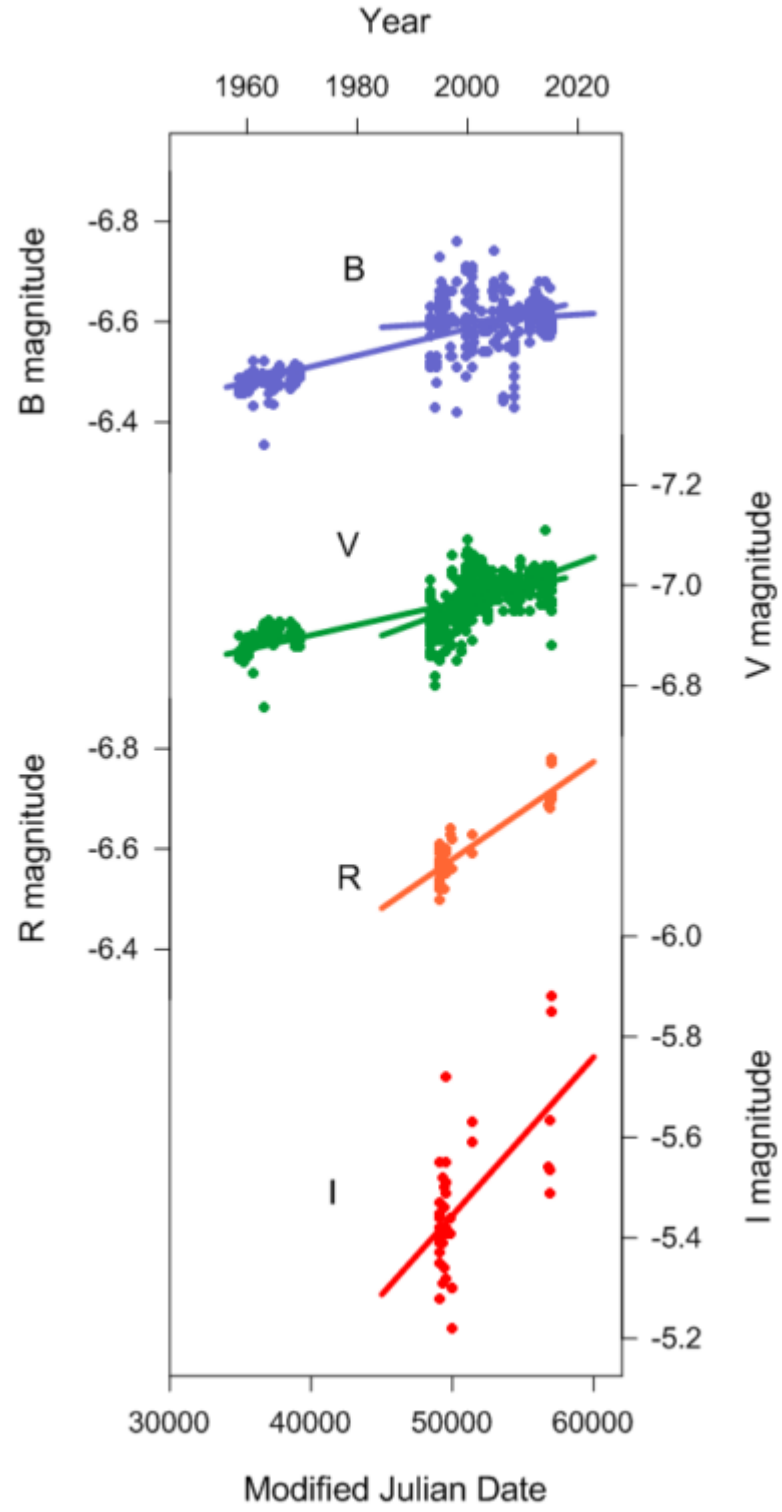 Year
1960 1980 2000 2020
B magnitude
-6.8
-6.6
-6.4
B
V magnitude
-7.2
-7.0
-6.8
V
R magnitude
-6.8
-6.6
-6.4
R
I magnitude
-6.0
-5.8
-5.6
-5.4
-5.2
I
30000 40000 50000 60000
Modified Julian Date